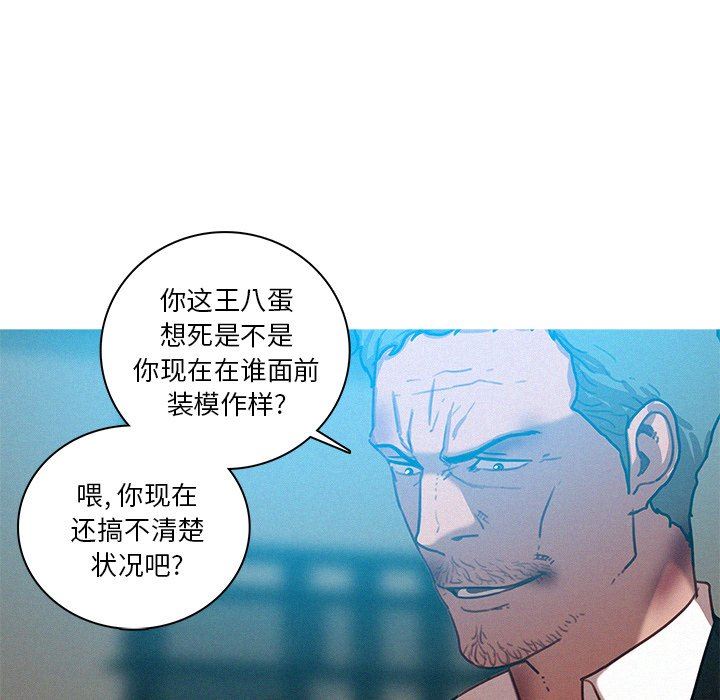 你这王八蛋
想死是不是
你现在在谁面前
装模作样?
喂, 你现在
还搞不清楚
状况吧?